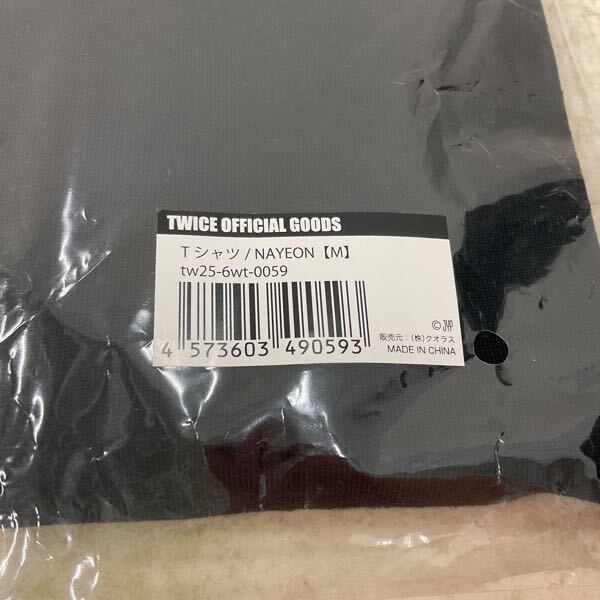 TWICE OFFICIAL GOODS
Tシャツ / NAYEON【M】
tw25-6wt-0059
4 573603 490593
©JYP
販売元：(株)クオラス
MADE IN CHINA